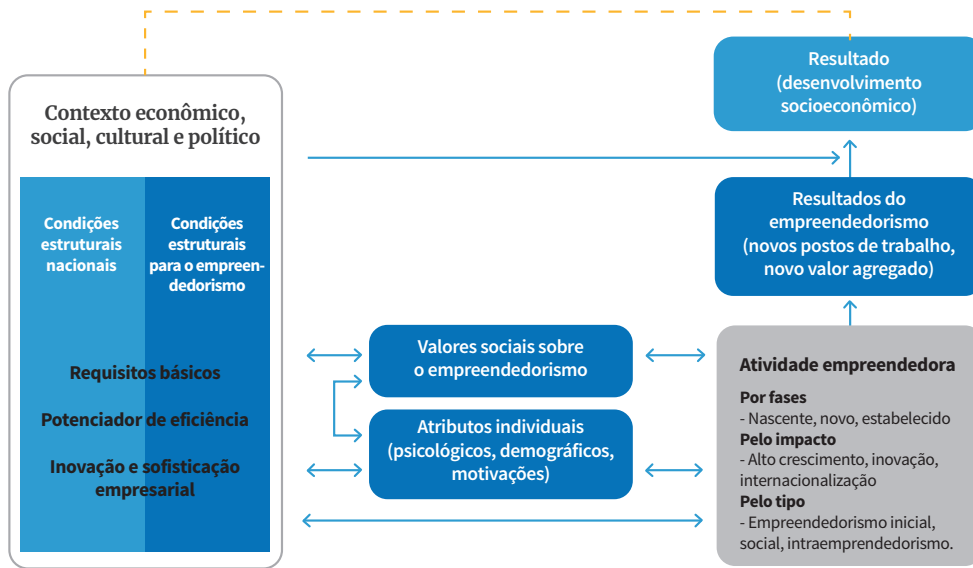 Contexto econômico,
social, cultural e político
Condições
estruturais
nacionais
Condições
estruturais
para o empreen-
dedorismo
Requisitos básicos
Potenciador de eficiência
Inovação e sofisticação
empresarial
Valores sociais sobre
o empreendedorismo
Atributos individuais
(psicológicos, demográficos,
motivações)
Resultado
(desenvolvimento
socioeconômico)
Resultados do
empreendedorismo
(novos postos de trabalho,
novo valor agregado)
Atividade empreendedora
Por fases
- Nascente, novo, estabelecido
Pelo impacto
- Alto crescimento, inovação,
internacionalização
Pelo tipo
- Empreendedorismo inicial,
social, intraemprendedorismo.